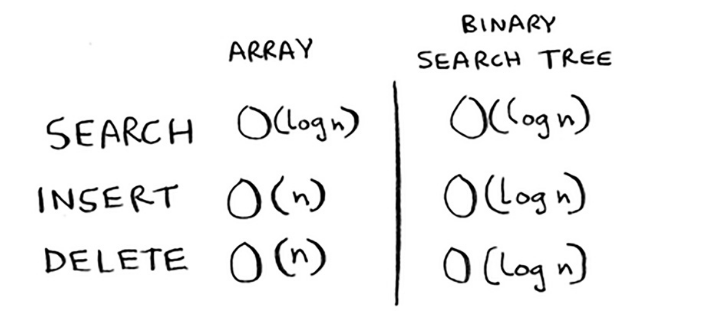 ARRAY
BINARY
SEARCH TREE
SEARCH O(log n) O(log n)
INSERT O(n) O(log n)
DELETE O(n) O(log n)